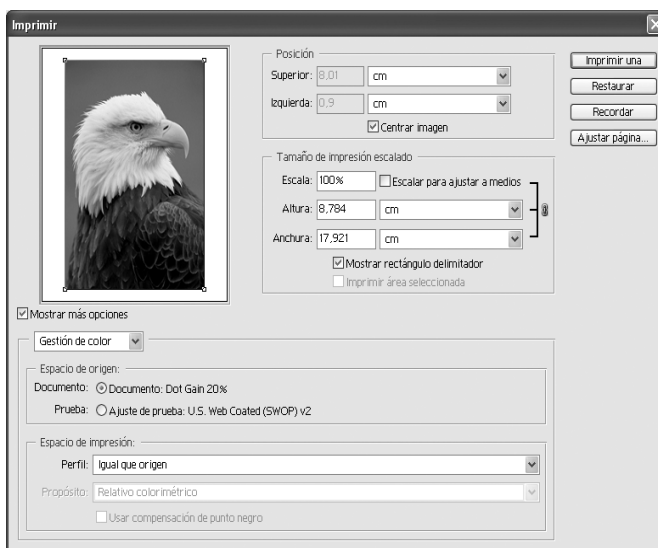 Imprimir
Posición
Superior: 8,01 cm
Izquierda: 0,9 cm
Centrar imagen
Imprimir una
Restaurar
Recordar
Ajustar página...
Tamaño de impresión escalado
Escala: 100% Escalar para ajustar a medios
Altura: 8,784 cm
Anchura: 17,921 cm
Mostrar rectángulo delimitador
Imprimir área seleccionada
Mostrar más opciones
Gestión de color
Espacio de origen:
Documento: Documento: Dot Gain 20%
Prueba: Ajuste de prueba: U.S. Web Coated (SWOP) v2
Espacio de impresión:
Perfil: Igual que origen
Propósito: Relativo colorimétrico
Usar compensación de punto negro